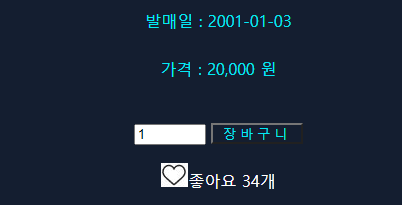 발매일 : 2001-01-03
가격 : 20,000 원
1 장바구니
좋아요 34개